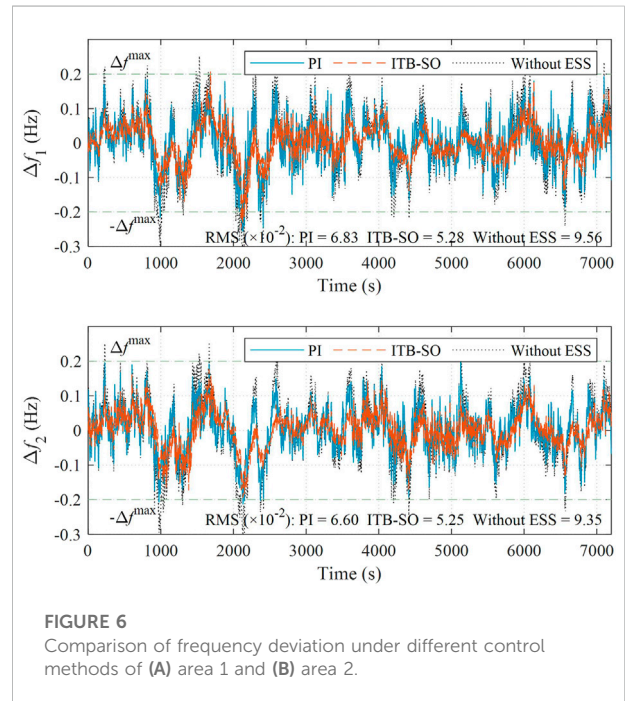 Δf₁ (Hz)
0.2
0.1
0
-0.1
-0.2
-0.3
Δf^max
PI ITB-SO Without ESS
-Δf^max
RMS (×10⁻²): PI = 6.83 ITB-SO = 5.28 Without ESS = 9.56
0 1000 2000 3000 4000 5000 6000 7000
Time (s)
Δf₂ (Hz)
0.3
0.2
0.1
0
-0.1
-0.2
-0.3
Δf^max
PI ITB-SO Without ESS
-Δf^max
RMS (×10⁻²): PI = 6.60 ITB-SO = 5.25 Without ESS = 9.35
0 1000 2000 3000 4000 5000 6000 7000
Time (s)
FIGURE 6
Comparison of frequency deviation under different control
methods of (A) area 1 and (B) area 2.